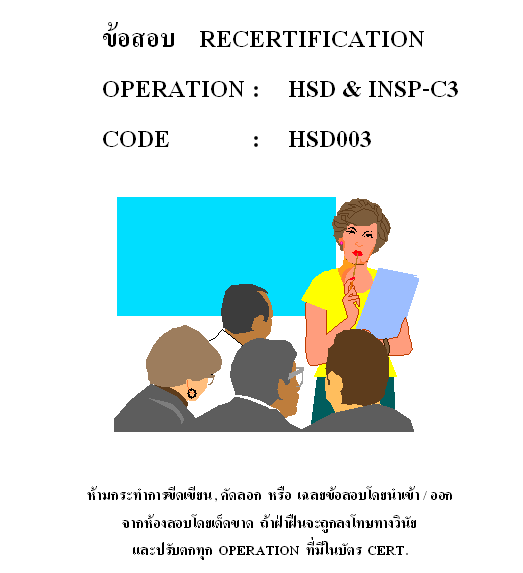 ข้อสอบ RECERTIFICATION
OPERATION : HSD & INSP-C3
CODE : HSD003
ห้ามกระทำการขีดเขียน, คัดลอก หรือ เฉลยข้อสอบโดยนำเข้า / ออก
จากห้องสอบโดยเด็ดขาด ถ้าฝ่าฝืนจะถูกลงโทษทางวินัย
และปรับตกทุก OPERATION ที่มีในบัตร CERT.